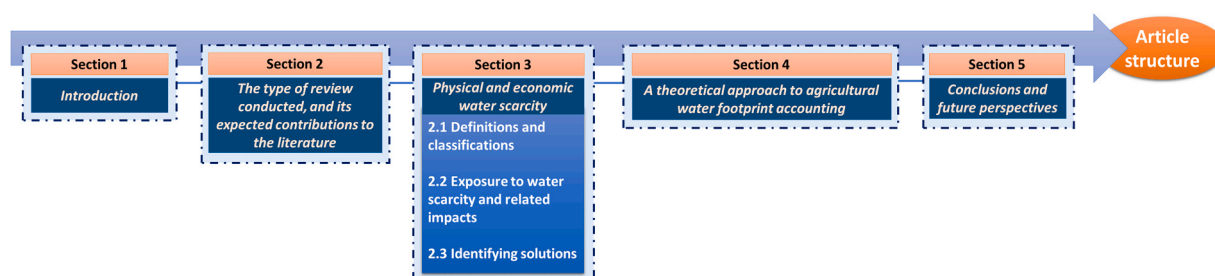 Article
structure
Section 1
Introduction
Section 2
The type of review
conducted, and its
expected contributions to
the literature
Section 3
Physical and economic
water scarcity
2.1 Definitions and
classifications
2.2 Exposure to water
scarcity and related
impacts
2.3 Identifying solutions
Section 4
A theoretical approach to agricultural
water footprint accounting
Section 5
Conclusions and
future perspectives